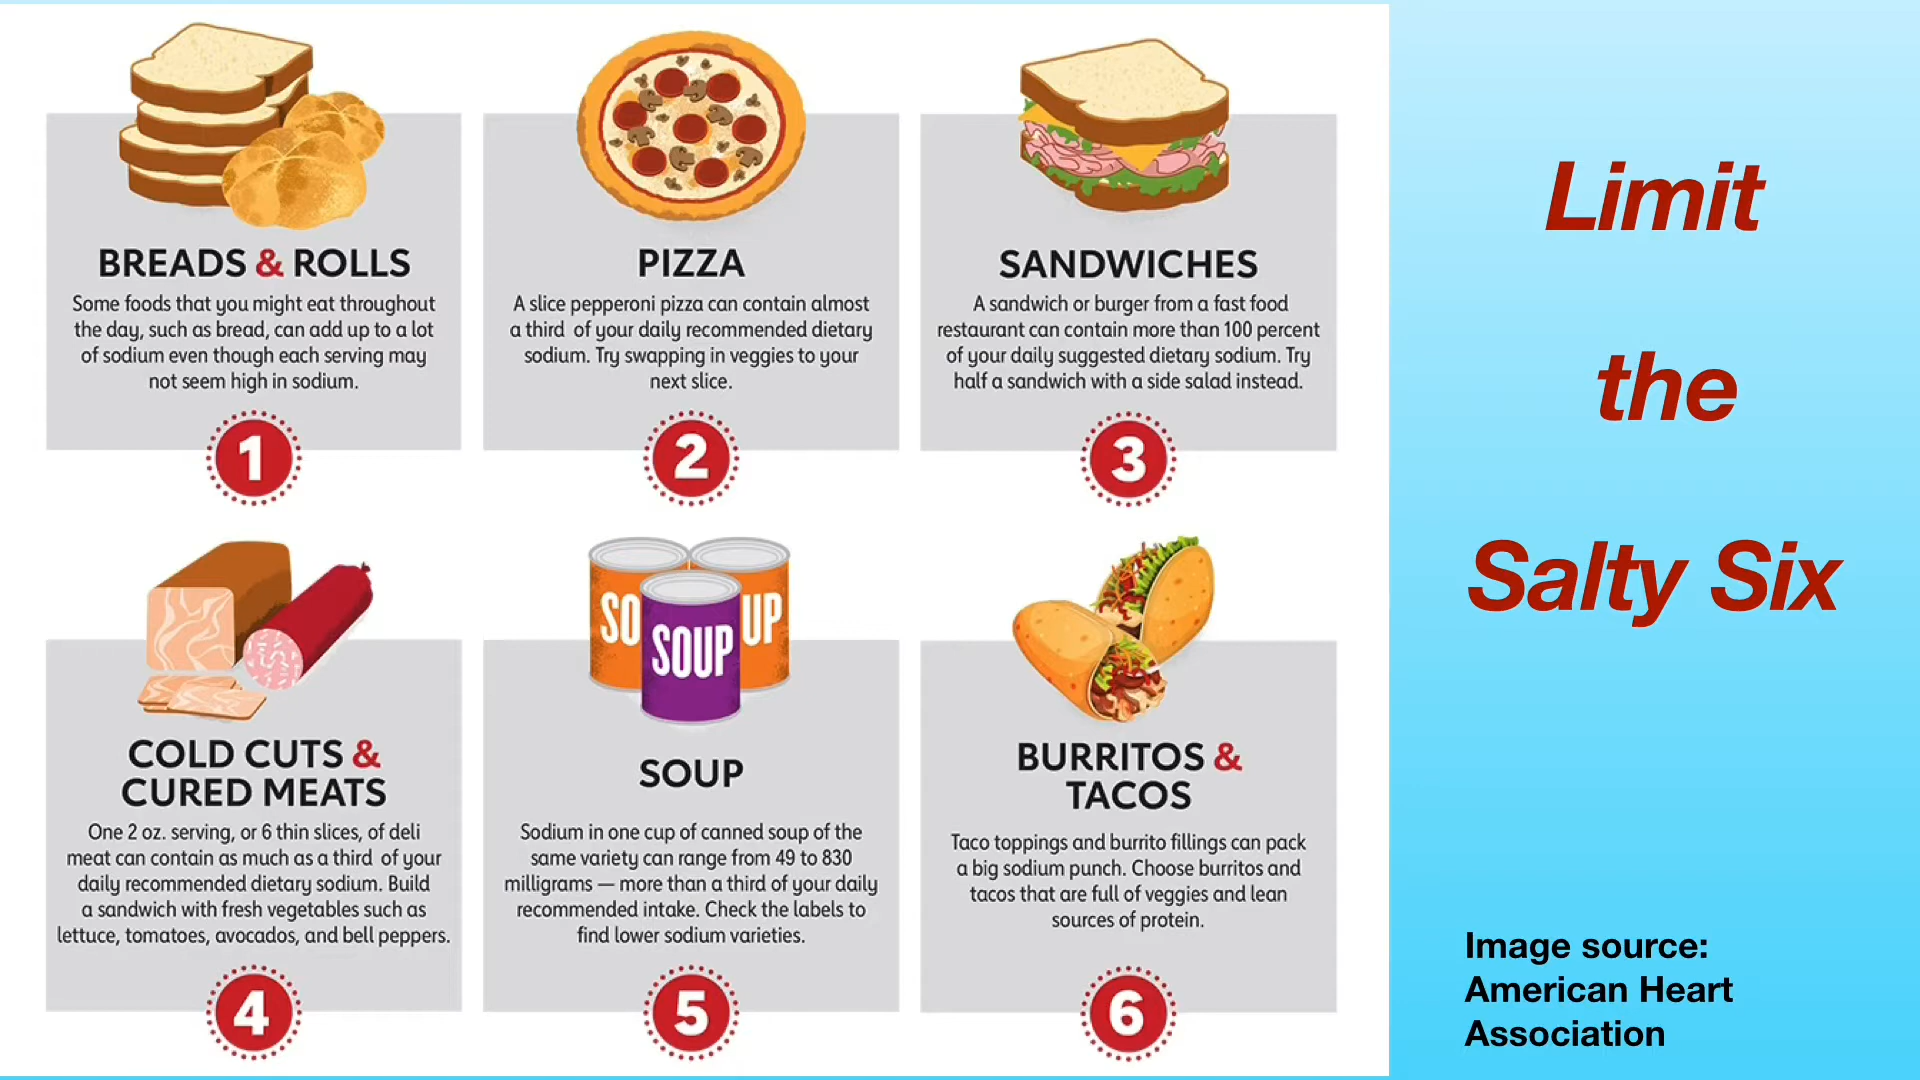 BREADS & ROLLS
Some foods that you might eat throughout
the day, such as bread, can add up to a lot
of sodium even though each serving may
not seem high in sodium.
1
PIZZA
A slice pepperoni pizza can contain almost
a third of your daily recommended dietary
sodium. Try swapping in veggies to your
next slice.
2
SANDWICHES
A sandwich or burger from a fast food
restaurant can contain more than 100 percent
of your daily suggested dietary sodium. Try
half a sandwich with a side salad instead.
3
COLD CUTS &
CURED MEATS
One 2 oz. serving, or 6 thin slices, of deli
meat can contain as much as a third of your
daily recommended dietary sodium. Build
a sandwich with fresh vegetables such as
lettuce, tomatoes, avocados, and bell peppers.
4
SO
SOUP
UP
SOUP
Sodium in one cup of canned soup of the
same variety can range from 49 to 830
milligrams — more than a third of your daily
recommended intake. Check the labels to
find lower sodium varieties.
5
BURRITOS &
TACOS
Taco toppings and burrito fillings can pack
a big sodium punch. Choose burritos and
tacos that are full of veggies and lean
sources of protein.
6
Limit
the
Salty Six
Image source:
American Heart
Association